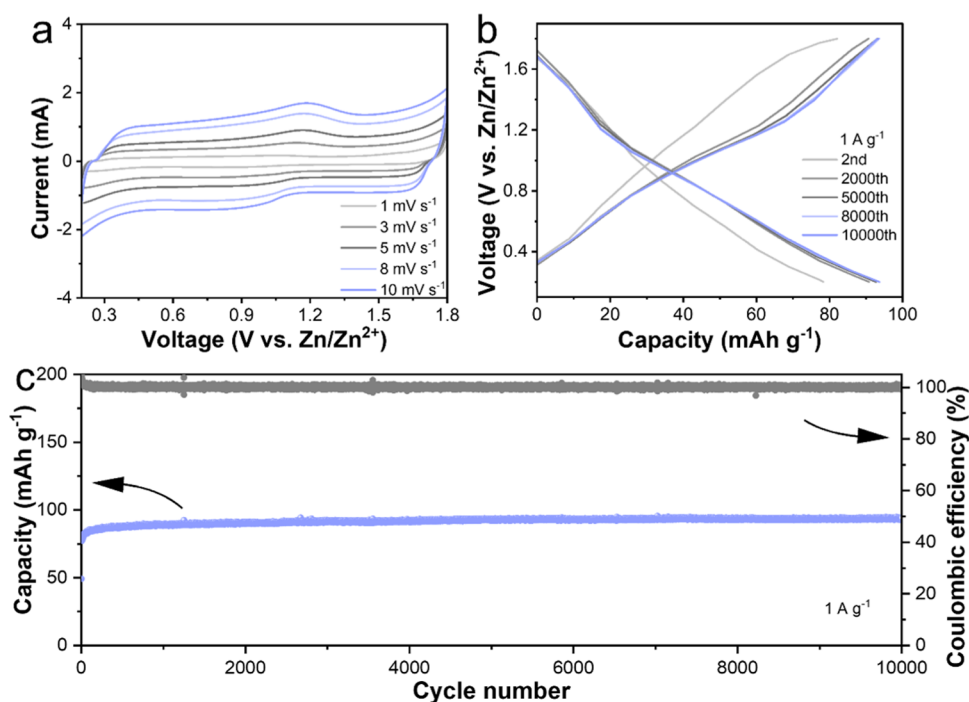 a
4
2
0
-2
-4
Current (mA)
0.3 0.6 0.9 1.2 1.5 1.8
Voltage (V vs. Zn/Zn²⁺)
1 mV s⁻¹
3 mV s⁻¹
5 mV s⁻¹
8 mV s⁻¹
10 mV s⁻¹
b
1.6
1.2
0.8
0.4
Voltage (V vs. Zn/Zn²⁺)
0 20 40 60 80 100
Capacity (mAh g⁻¹)
1 A g⁻¹
2nd
2000th
5000th
8000th
10000th
c
200
150
100
50
0
Capacity (mAh g⁻¹)
100
80
60
40
20
0
Coulombic efficiency (%)
1 A g⁻¹
0 2000 4000 6000 8000 10000
Cycle number